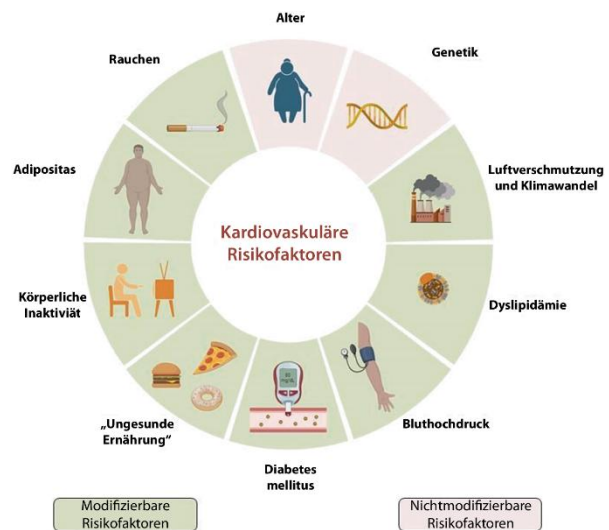 Alter
Genetik
Luftverschmutzung
und Klimawandel
Dyslipidämie
Bluthochdruck
Diabetes
mellitus
„Ungesunde
Ernährung“
Körperliche
Inaktiviät
Adipositas
Rauchen
Kardiovaskuläre
Risikofaktoren
Modifizierbare
Risikofaktoren
Nichtmodifizierbare
Risikofaktoren